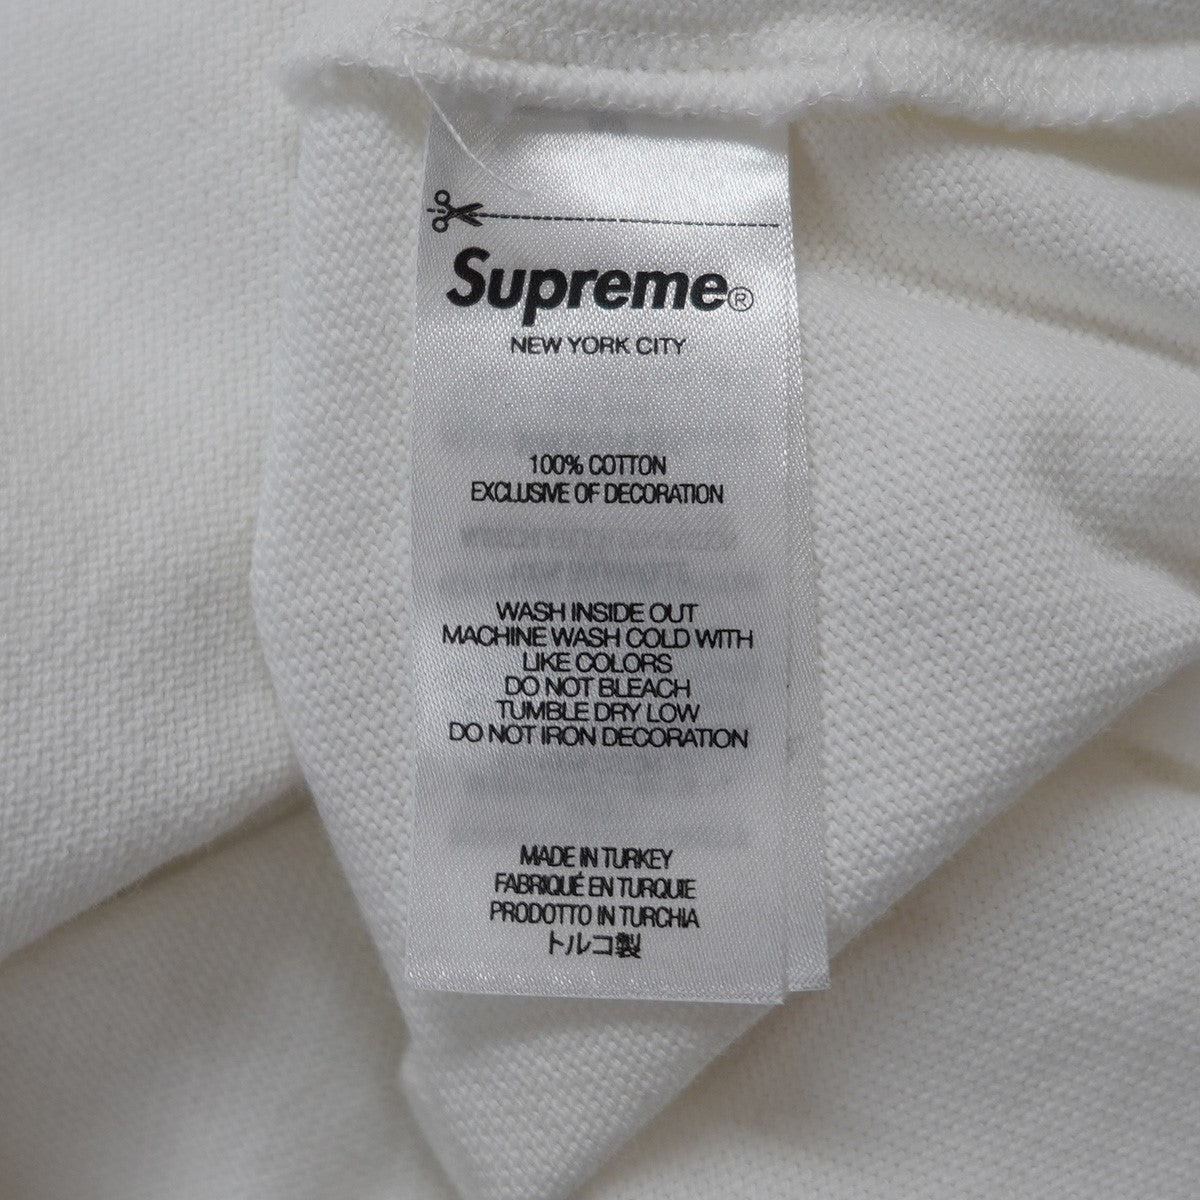 Supreme®
NEW YORK CITY
100% COTTON
EXCLUSIVE OF DECORATION
WASH INSIDE OUT
MACHINE WASH COLD WITH
LIKE COLORS
DO NOT BLEACH
TUMBLE DRY LOW
DO NOT IRON DECORATION
MADE IN TURKEY
FABRIQUÉ EN TURQUIE
PRODOTTO IN TURCHIA
トルコ製